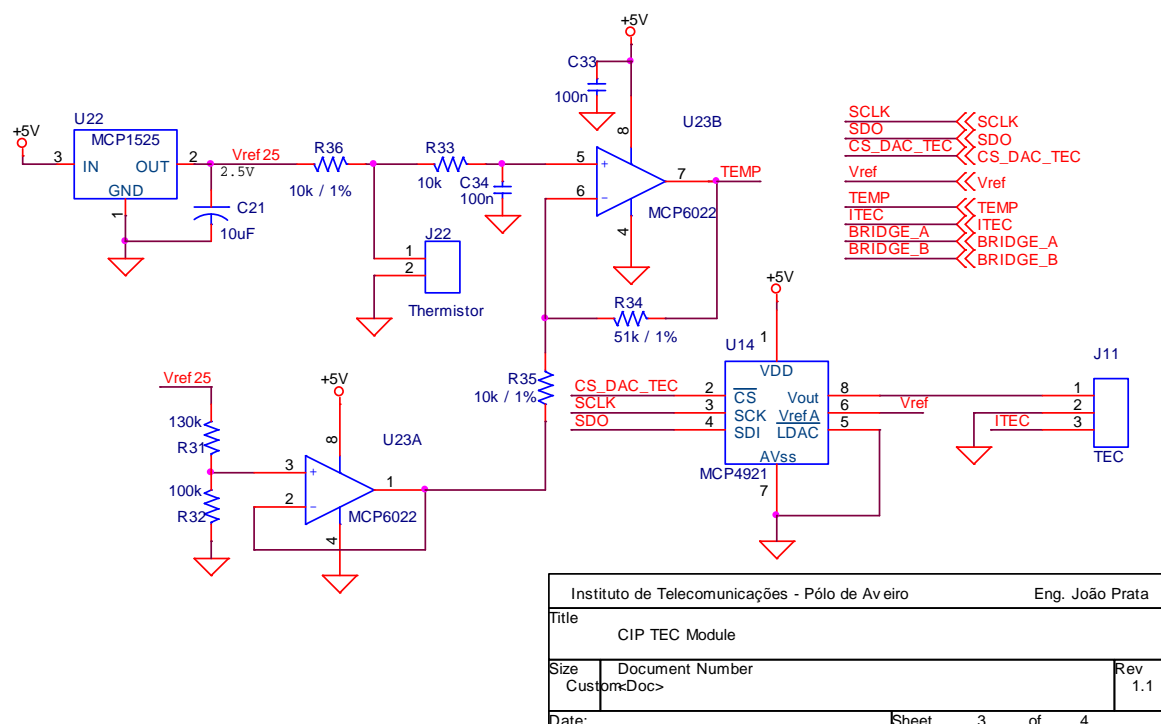 +5V
C33
100n
U22
MCP1525
+5V
3
IN
OUT
2
GND
1
Vref25
2.5V
C21
10uF
R36
10k / 1%
R33
10k
C34
100n
J22
1
2
Thermistor
U23B
8
5
+
6
-
7
TEMP
MCP6022
4
R34
51k / 1%
SCLK
SCLK
SDO
SDO
CS_DAC_TEC
CS_DAC_TEC
Vref
Vref
TEMP
TEMP
ITEC
ITEC
BRIDGE_A
BRIDGE_A
BRIDGE_B
BRIDGE_B
Vref25
130k
R31
100k
R32
+5V
8
U23A
3
+
2
-
1
MCP6022
4
R35
10k / 1%
+5V
1
U14
VDD
CS_DAC_TEC
2
CS
Vout
8
SCLK
3
SCK
VrefA
6
Vref
SDO
4
SDI
LDAC
5
AVss
MCP4921
7
J11
1
2
ITEC
3
TEC
Instituto de Telecomunicações - Pólo de Aveiro Eng. João Prata
Title
CIP TEC Module
Size Document Number Rev
Custom <Doc> 1.1
Date: Sheet 3 of 4